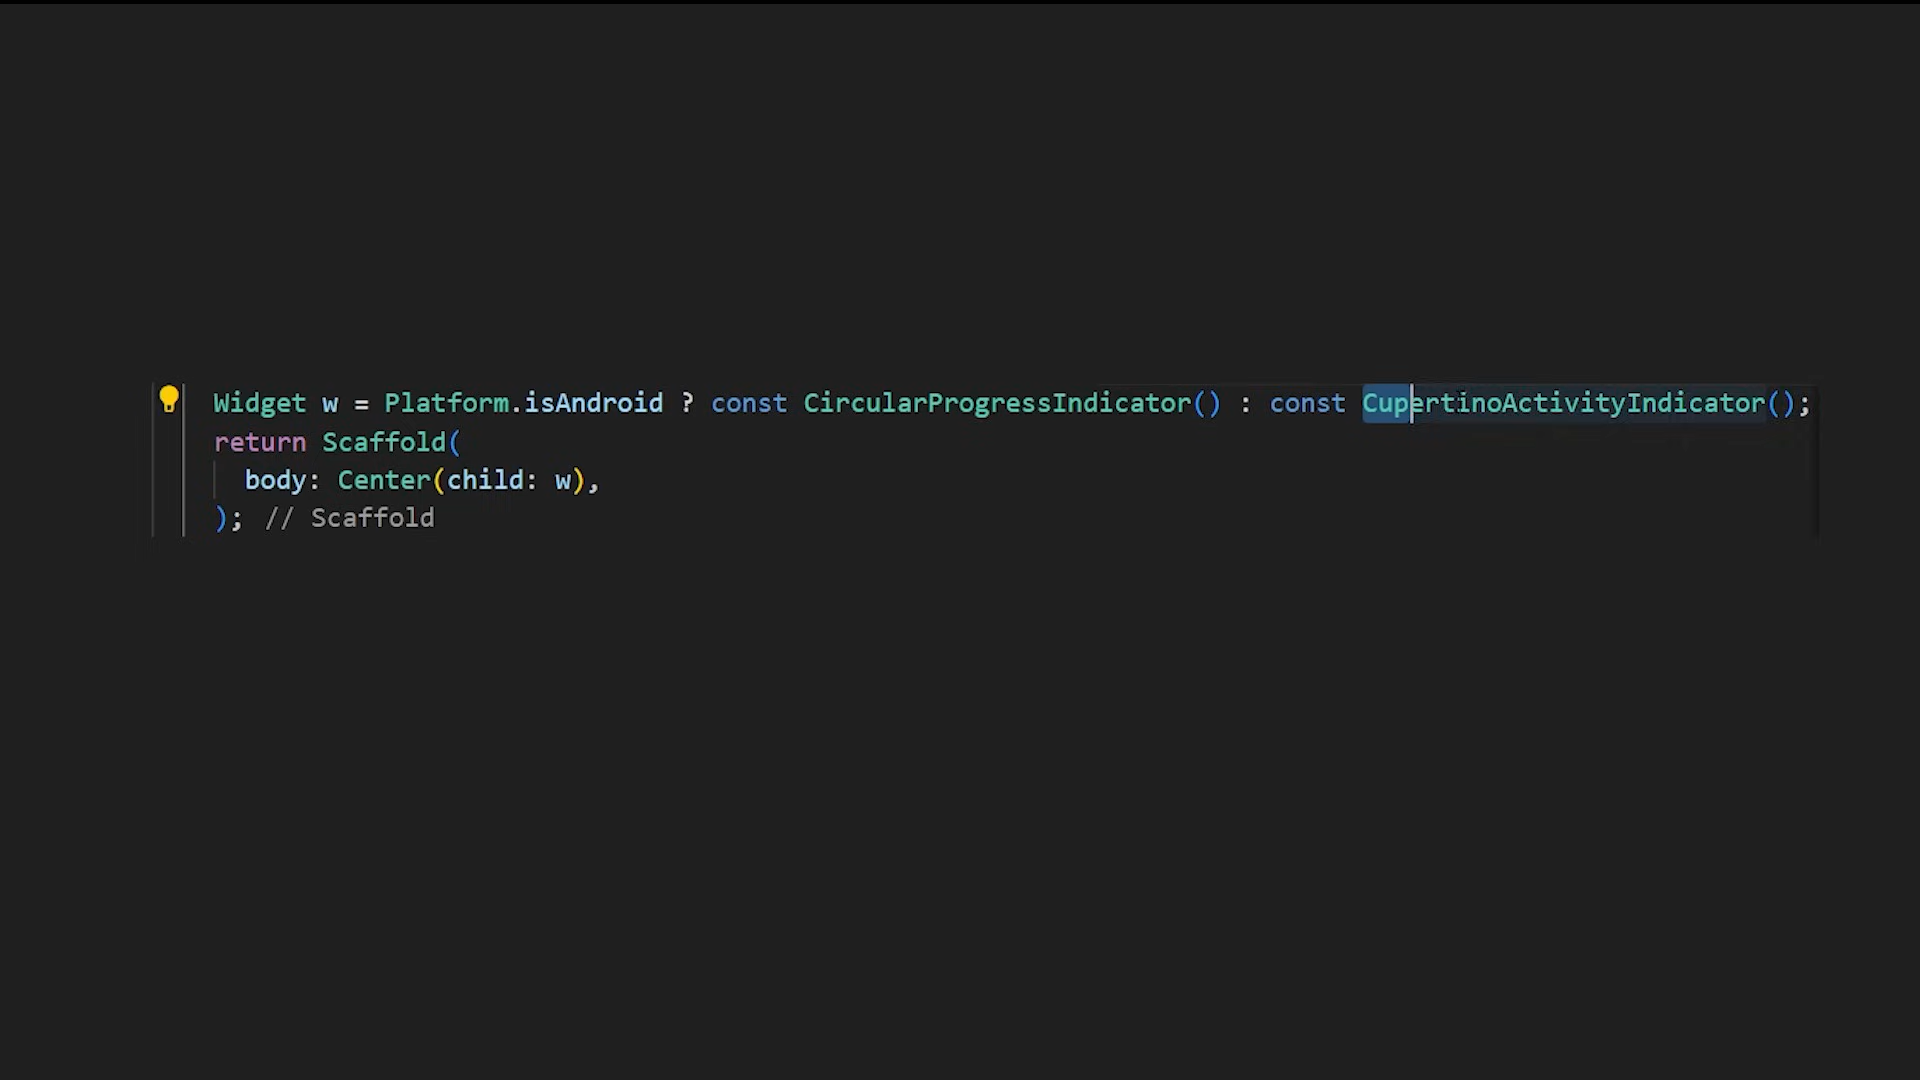 Widget w = Platform.isAndroid ? const CircularProgressIndicator() : const CupertinoActivityIndicator();
return Scaffold(
  body: Center(child: w),
); // Scaffold